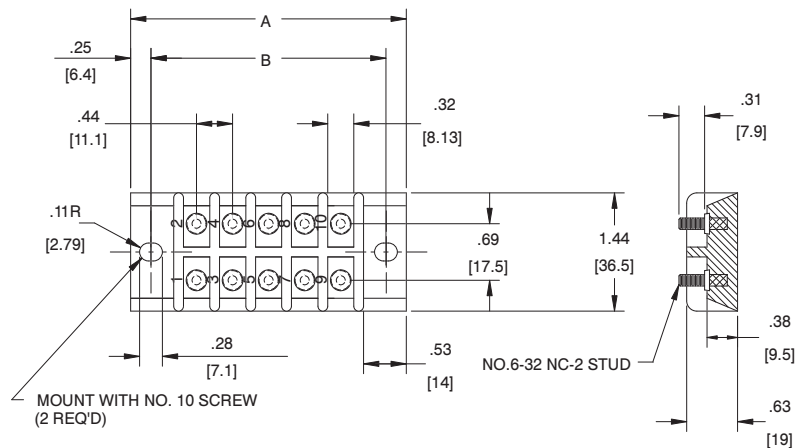 A
.25
[6.4]
B
.44
[11.1]
.32
[8.13]
.31
[7.9]
.11R
[2.79]
2 4 6 8 10
.69
[17.5]
1.44
[36.5]
1 3 5 7 9
.28
[7.1]
.53
[14]
NO.6-32 NC-2 STUD
.38
[9.5]
MOUNT WITH NO. 10 SCREW
(2 REQ'D)
.63
[19]